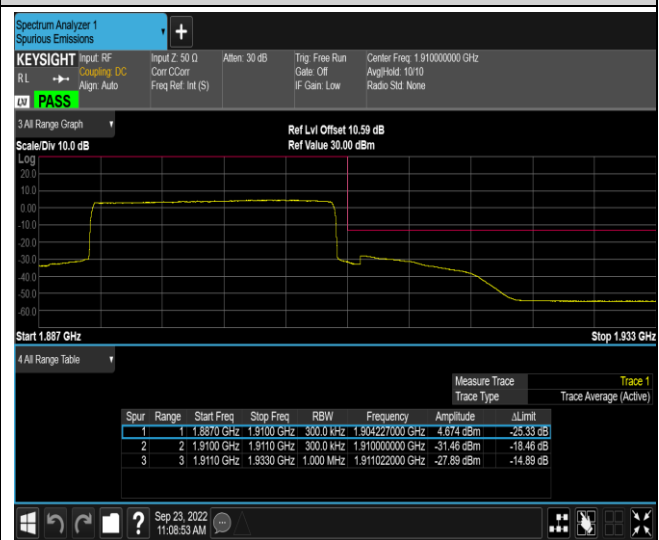 Spectrum Analyzer 1
Spurious Emissions
+
KEYSIGHT Input: RF Input Z: 50 Ω Atten: 30 dB Trig: Free Run Center Freq: 1.910000000 GHz
RL Coupling: DC Corr CCorr Gate: Off Avg|Hold: 10/10
Align: Auto Freq Ref: Int (S) IF Gain: Low Radio Std: None
LXI PASS
3 All Range Graph
Ref Lvl Offset 10.59 dB
Scale/Div 10.0 dB Ref Value 30.00 dBm
Log
20.0
10.0
0.00
-10.0
-20.0
-30.0
-40.0
-50.0
-60.0
Start 1.887 GHz Stop 1.933 GHz
4 All Range Table
Measure Trace Trace 1
Trace Type Trace Average (Active)
Spur Range Start Freq Stop Freq RBW Frequency Amplitude ΔLimit
1 1 1.8870 GHz 1.9100 GHz 300.0 kHz 1.904227000 GHz 4.674 dBm -25.33 dB
2 2 1.9100 GHz 1.9110 GHz 300.0 kHz 1.910000000 GHz -31.46 dBm -18.46 dB
3 3 1.9110 GHz 1.9330 GHz 1.000 MHz 1.911022000 GHz -27.89 dBm -14.89 dB
? Sep 23, 2022
11:08:53 AM